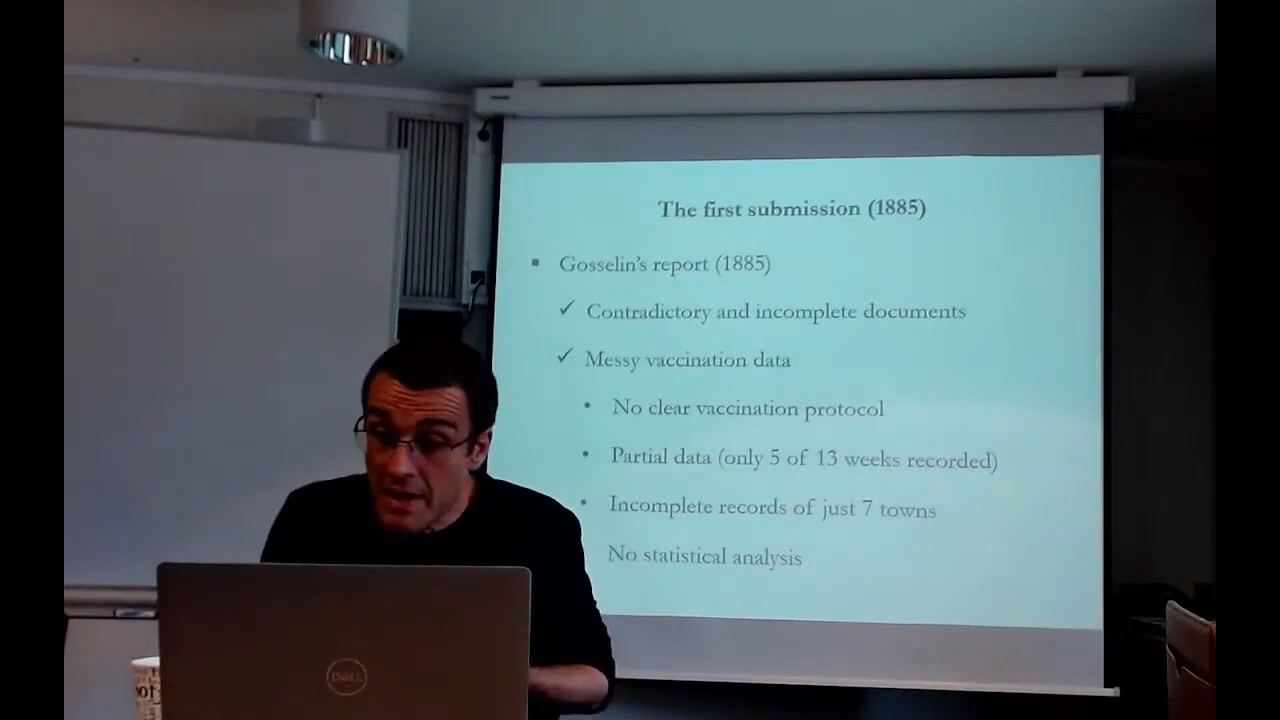 The first submission (1885)
▪ Gosselin's report (1885)
✓ Contradictory and incomplete documents
✓ Messy vaccination data
• No clear vaccination protocol
• Partial data (only 5 of 13 weeks recorded)
• Incomplete records of just 7 towns
No statistical analysis
DELL